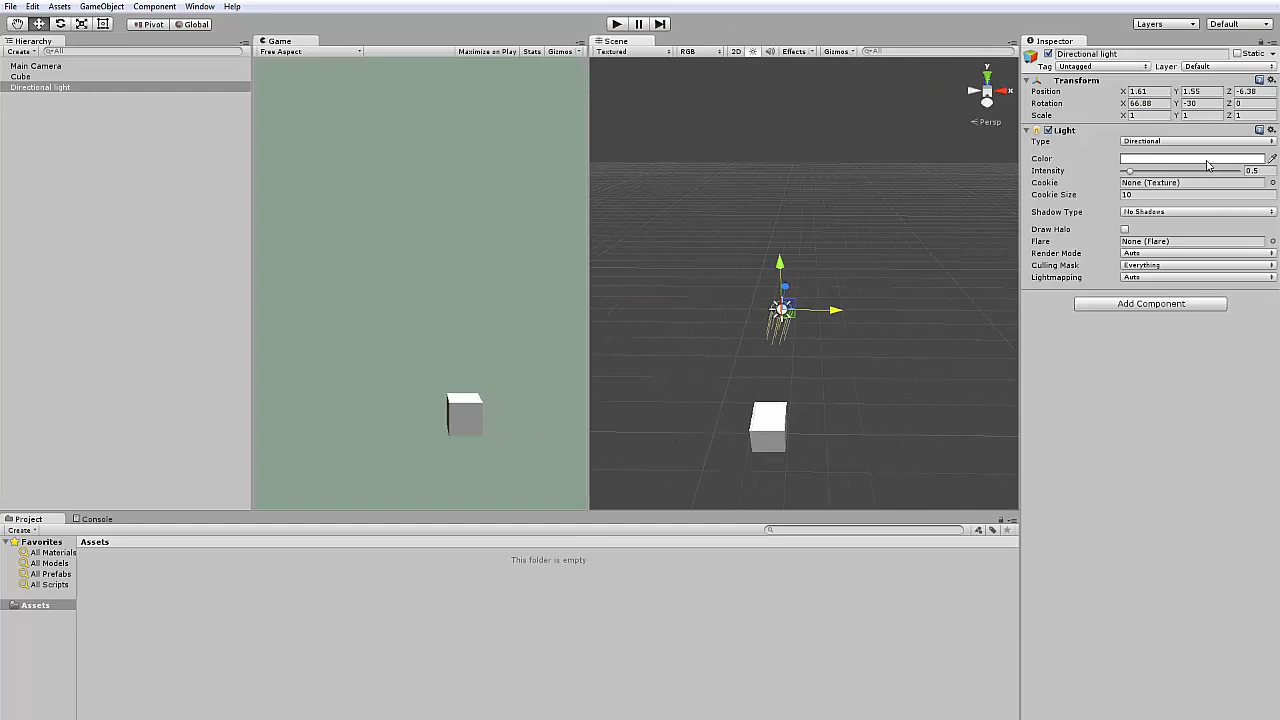 File Edit Assets GameObject Component Window Help
Pivot Global Layers Default
Hierarchy
Create All
Main Camera
Cube
Directional light
Game
Free Aspect Maximize on Play Stats Gizmos
Scene
Textured RGB 2D Effects Gizmos All
y
x
Persp
Inspector
Directional light Static
Tag Untagged Layer Default
Transform
Position X 1.61 Y 1.55 Z -6.38
Rotation X 66.88 Y -30 Z 0
Scale X 1 Y 1 Z 1
Light
Type Directional
Color
Intensity 0.5
Cookie None (Texture)
Cookie Size 10
Shadow Type No Shadows
Draw Halo
Flare None (Flare)
Render Mode Auto
Culling Mask Everything
Lightmapping Auto
Add Component
Project Console
Create
Favorites
All Materials
All Models
All Prefabs
All Scripts
Assets
Assets
This folder is empty